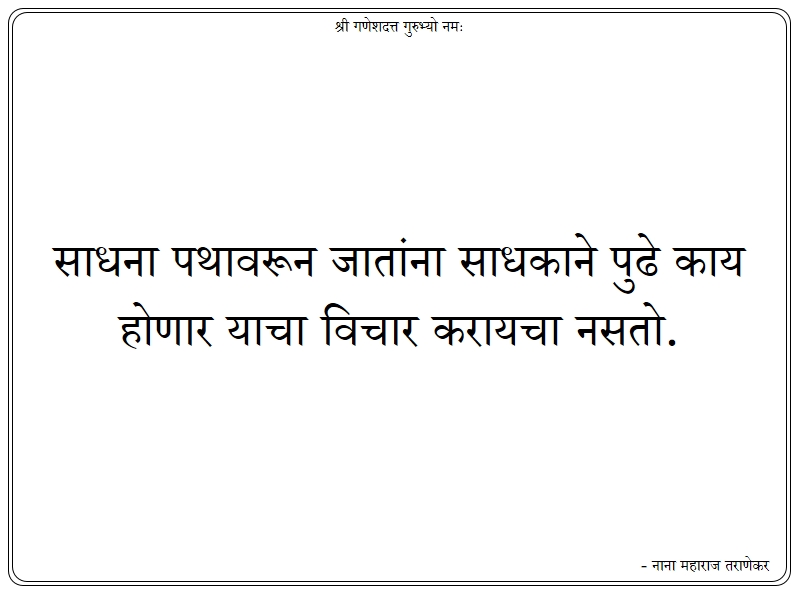 श्री गणेशदत्त गुरुभ्यो नमः
साधना पथावरून जातांना साधकाने पुढे काय
होणार याचा विचार करायचा नसतो.
- नाना महाराज तराणेकर